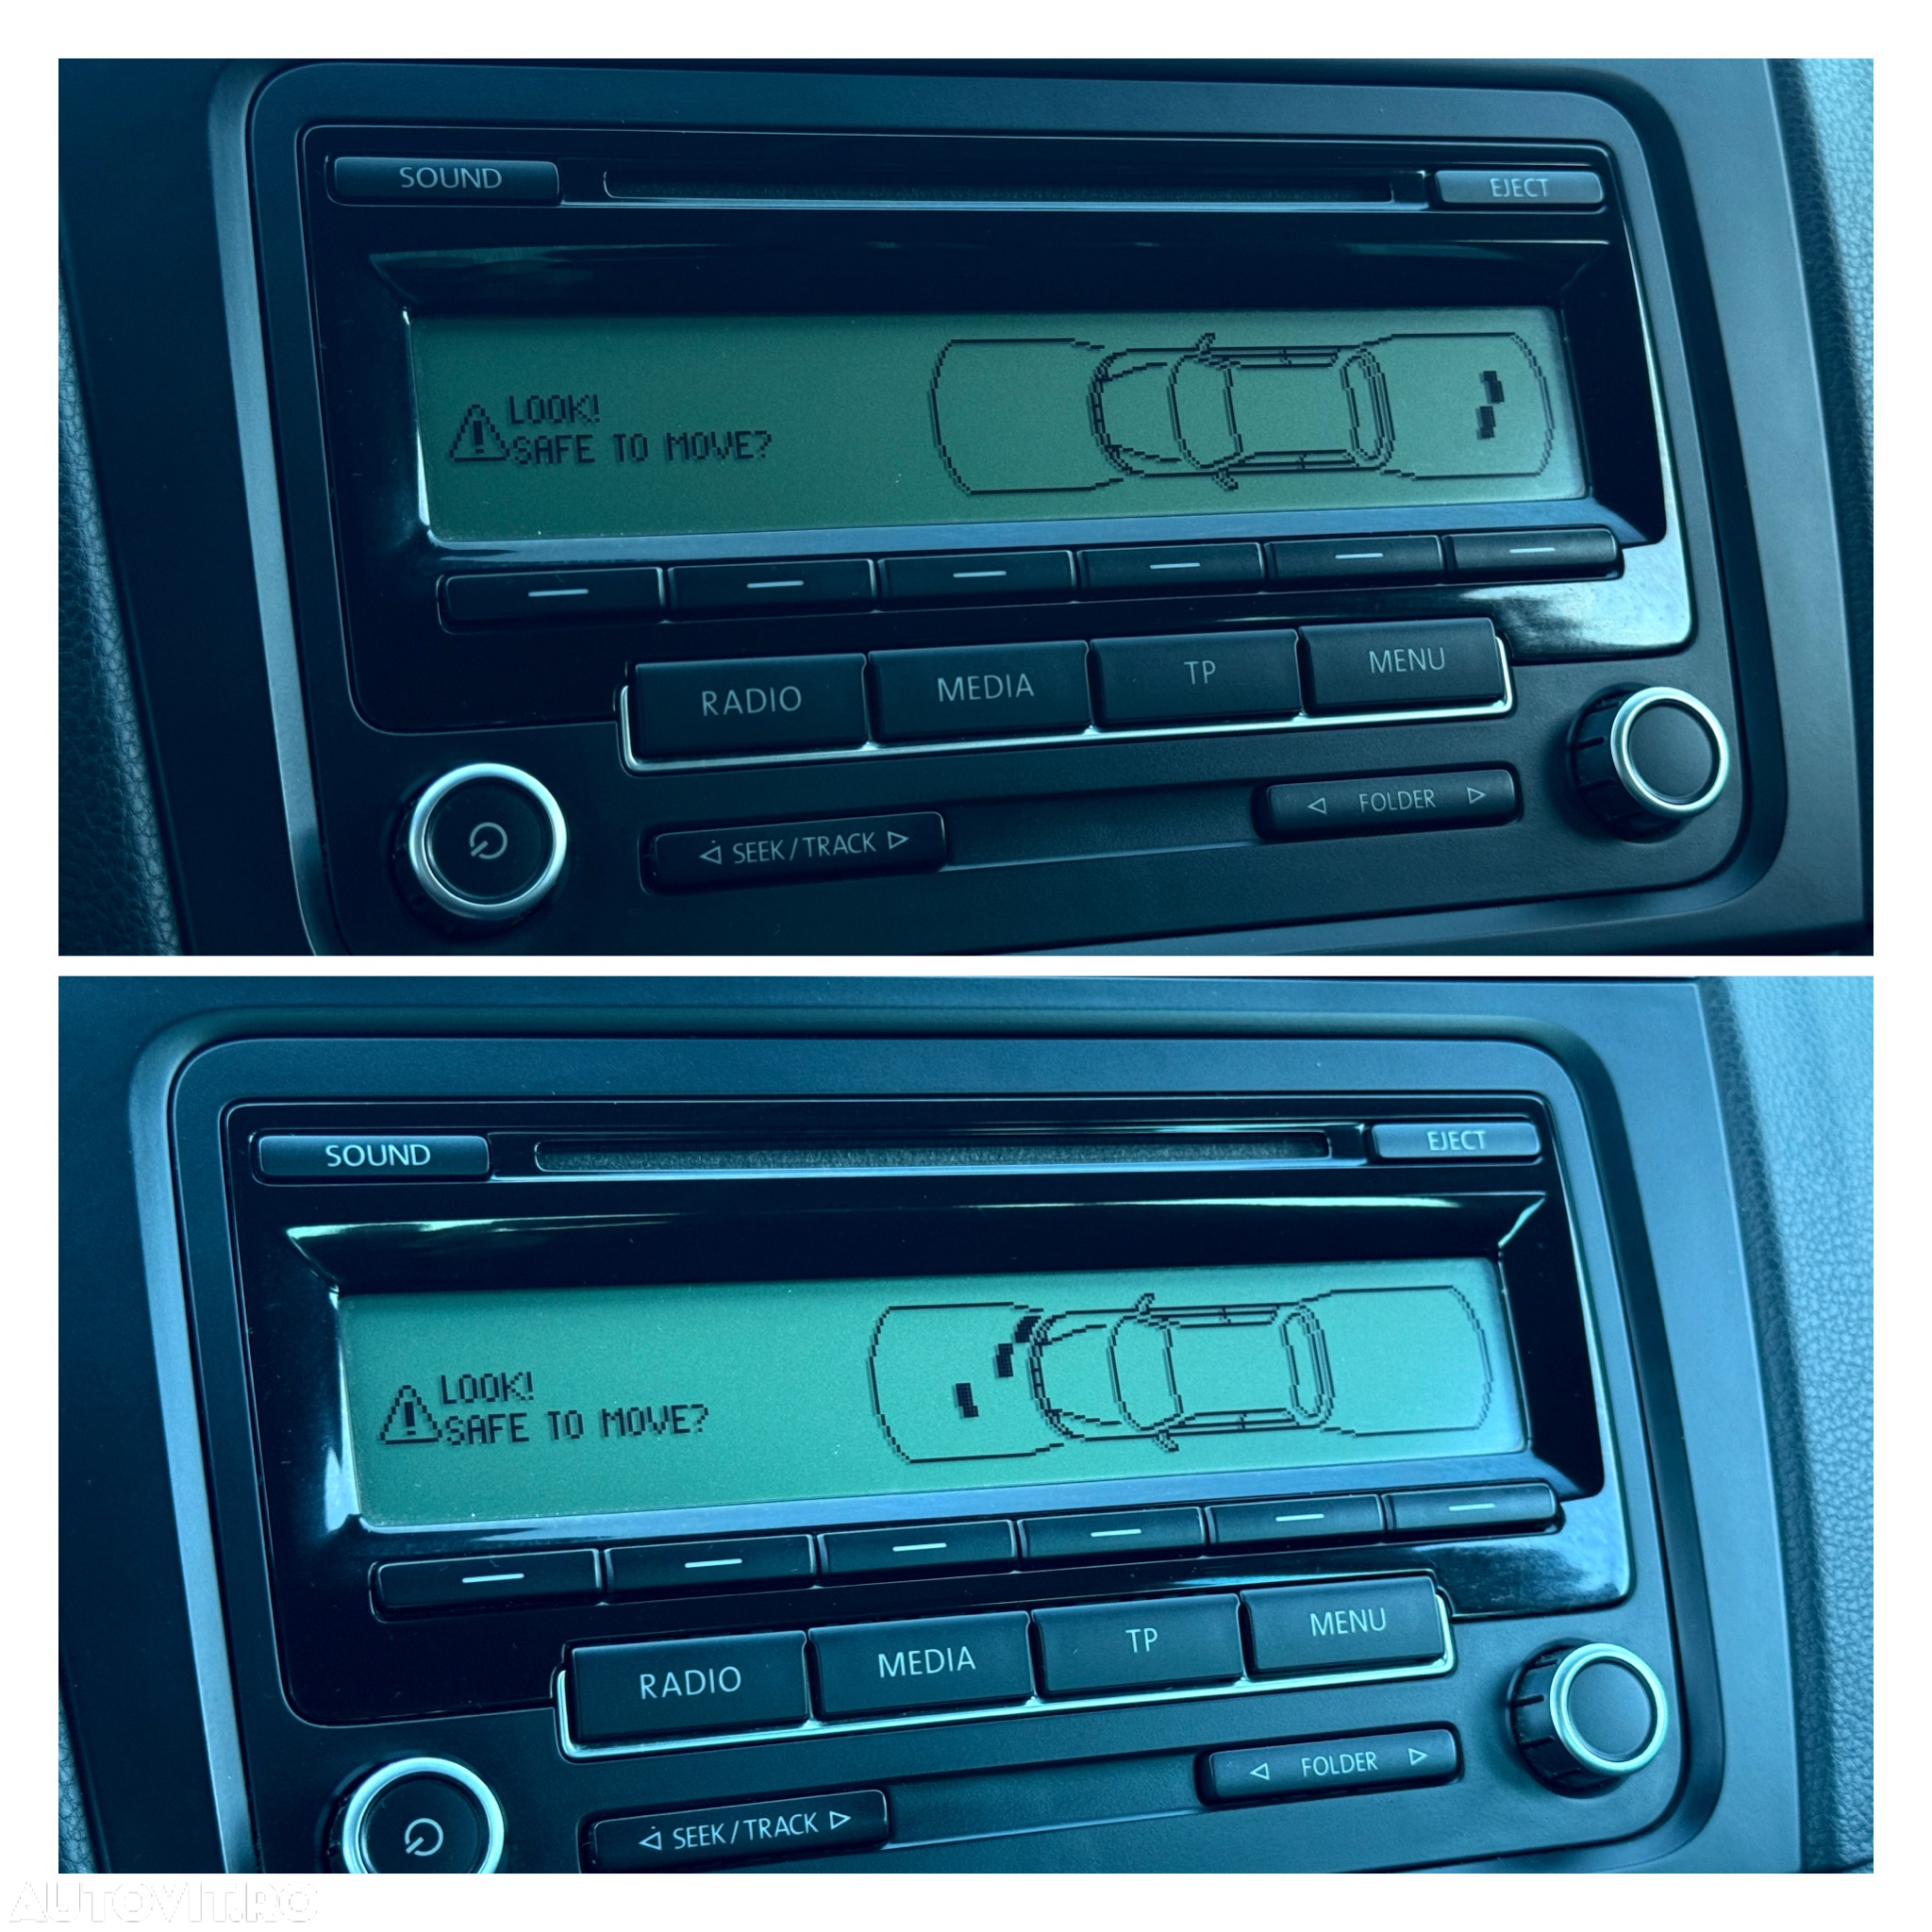 SOUND
EJECT
LOOK!
SAFE TO MOVE?
RADIO MEDIA TP MENU
◁ SEEK / TRACK ▷
◁ FOLDER ▷
SOUND
EJECT
LOOK!
SAFE TO MOVE?
RADIO MEDIA TP MENU
◁ SEEK / TRACK ▷
◁ FOLDER ▷
AUTOVIT.RO